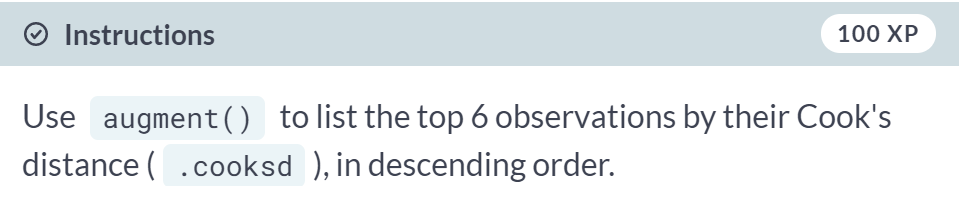 Instructions 100 XP
Use augment() to list the top 6 observations by their Cook's
distance ( .cooksd ), in descending order.